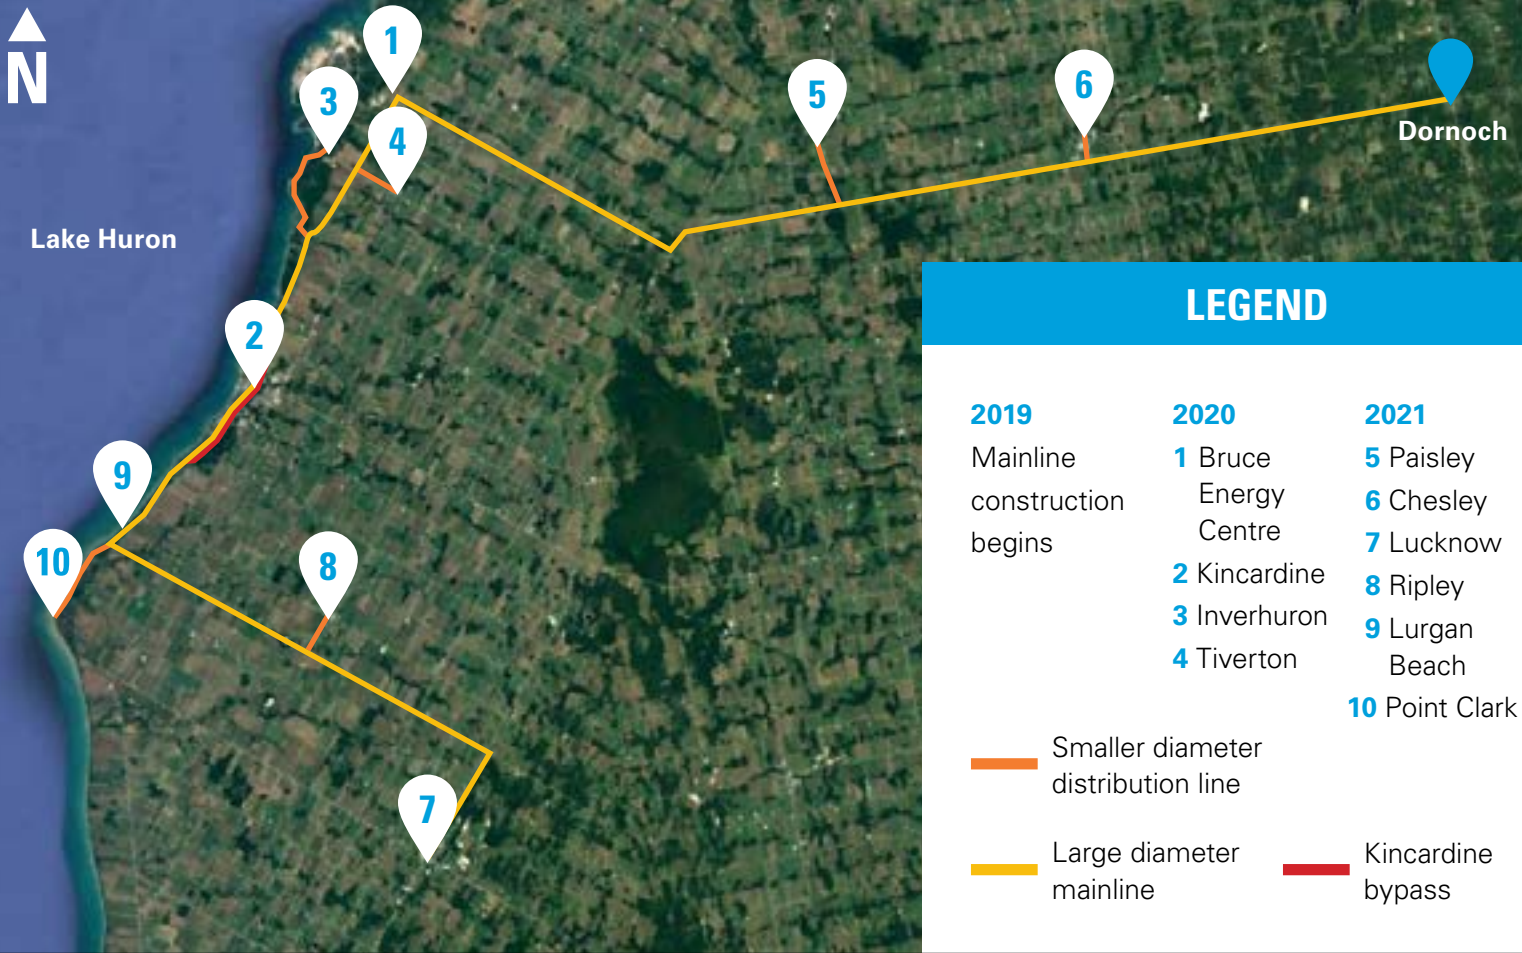 N
1
3
4
5
6
Dornoch
Lake Huron
2
9
10
8
7
LEGEND
2019
Mainline
construction
begins
2020
1 Bruce
Energy
Centre
2 Kincardine
3 Inverhuron
4 Tiverton
2021
5 Paisley
6 Chesley
7 Lucknow
8 Ripley
9 Lurgan
Beach
10 Point Clark
Smaller diameter
distribution line
Large diameter
mainline
Kincardine
bypass